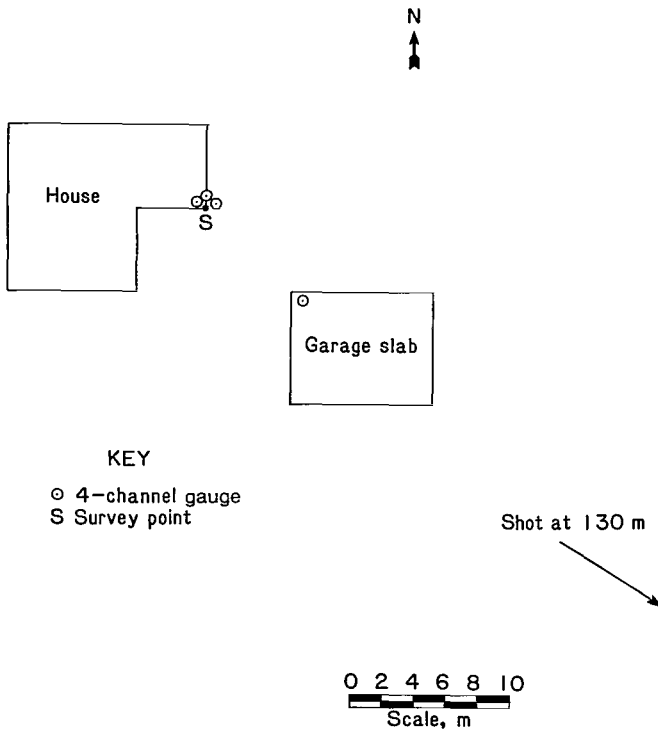 N
House
S
Garage slab
KEY
⊙ 4-channel gauge
S Survey point
Shot at 130 m
0 2 4 6 8 10
Scale, m